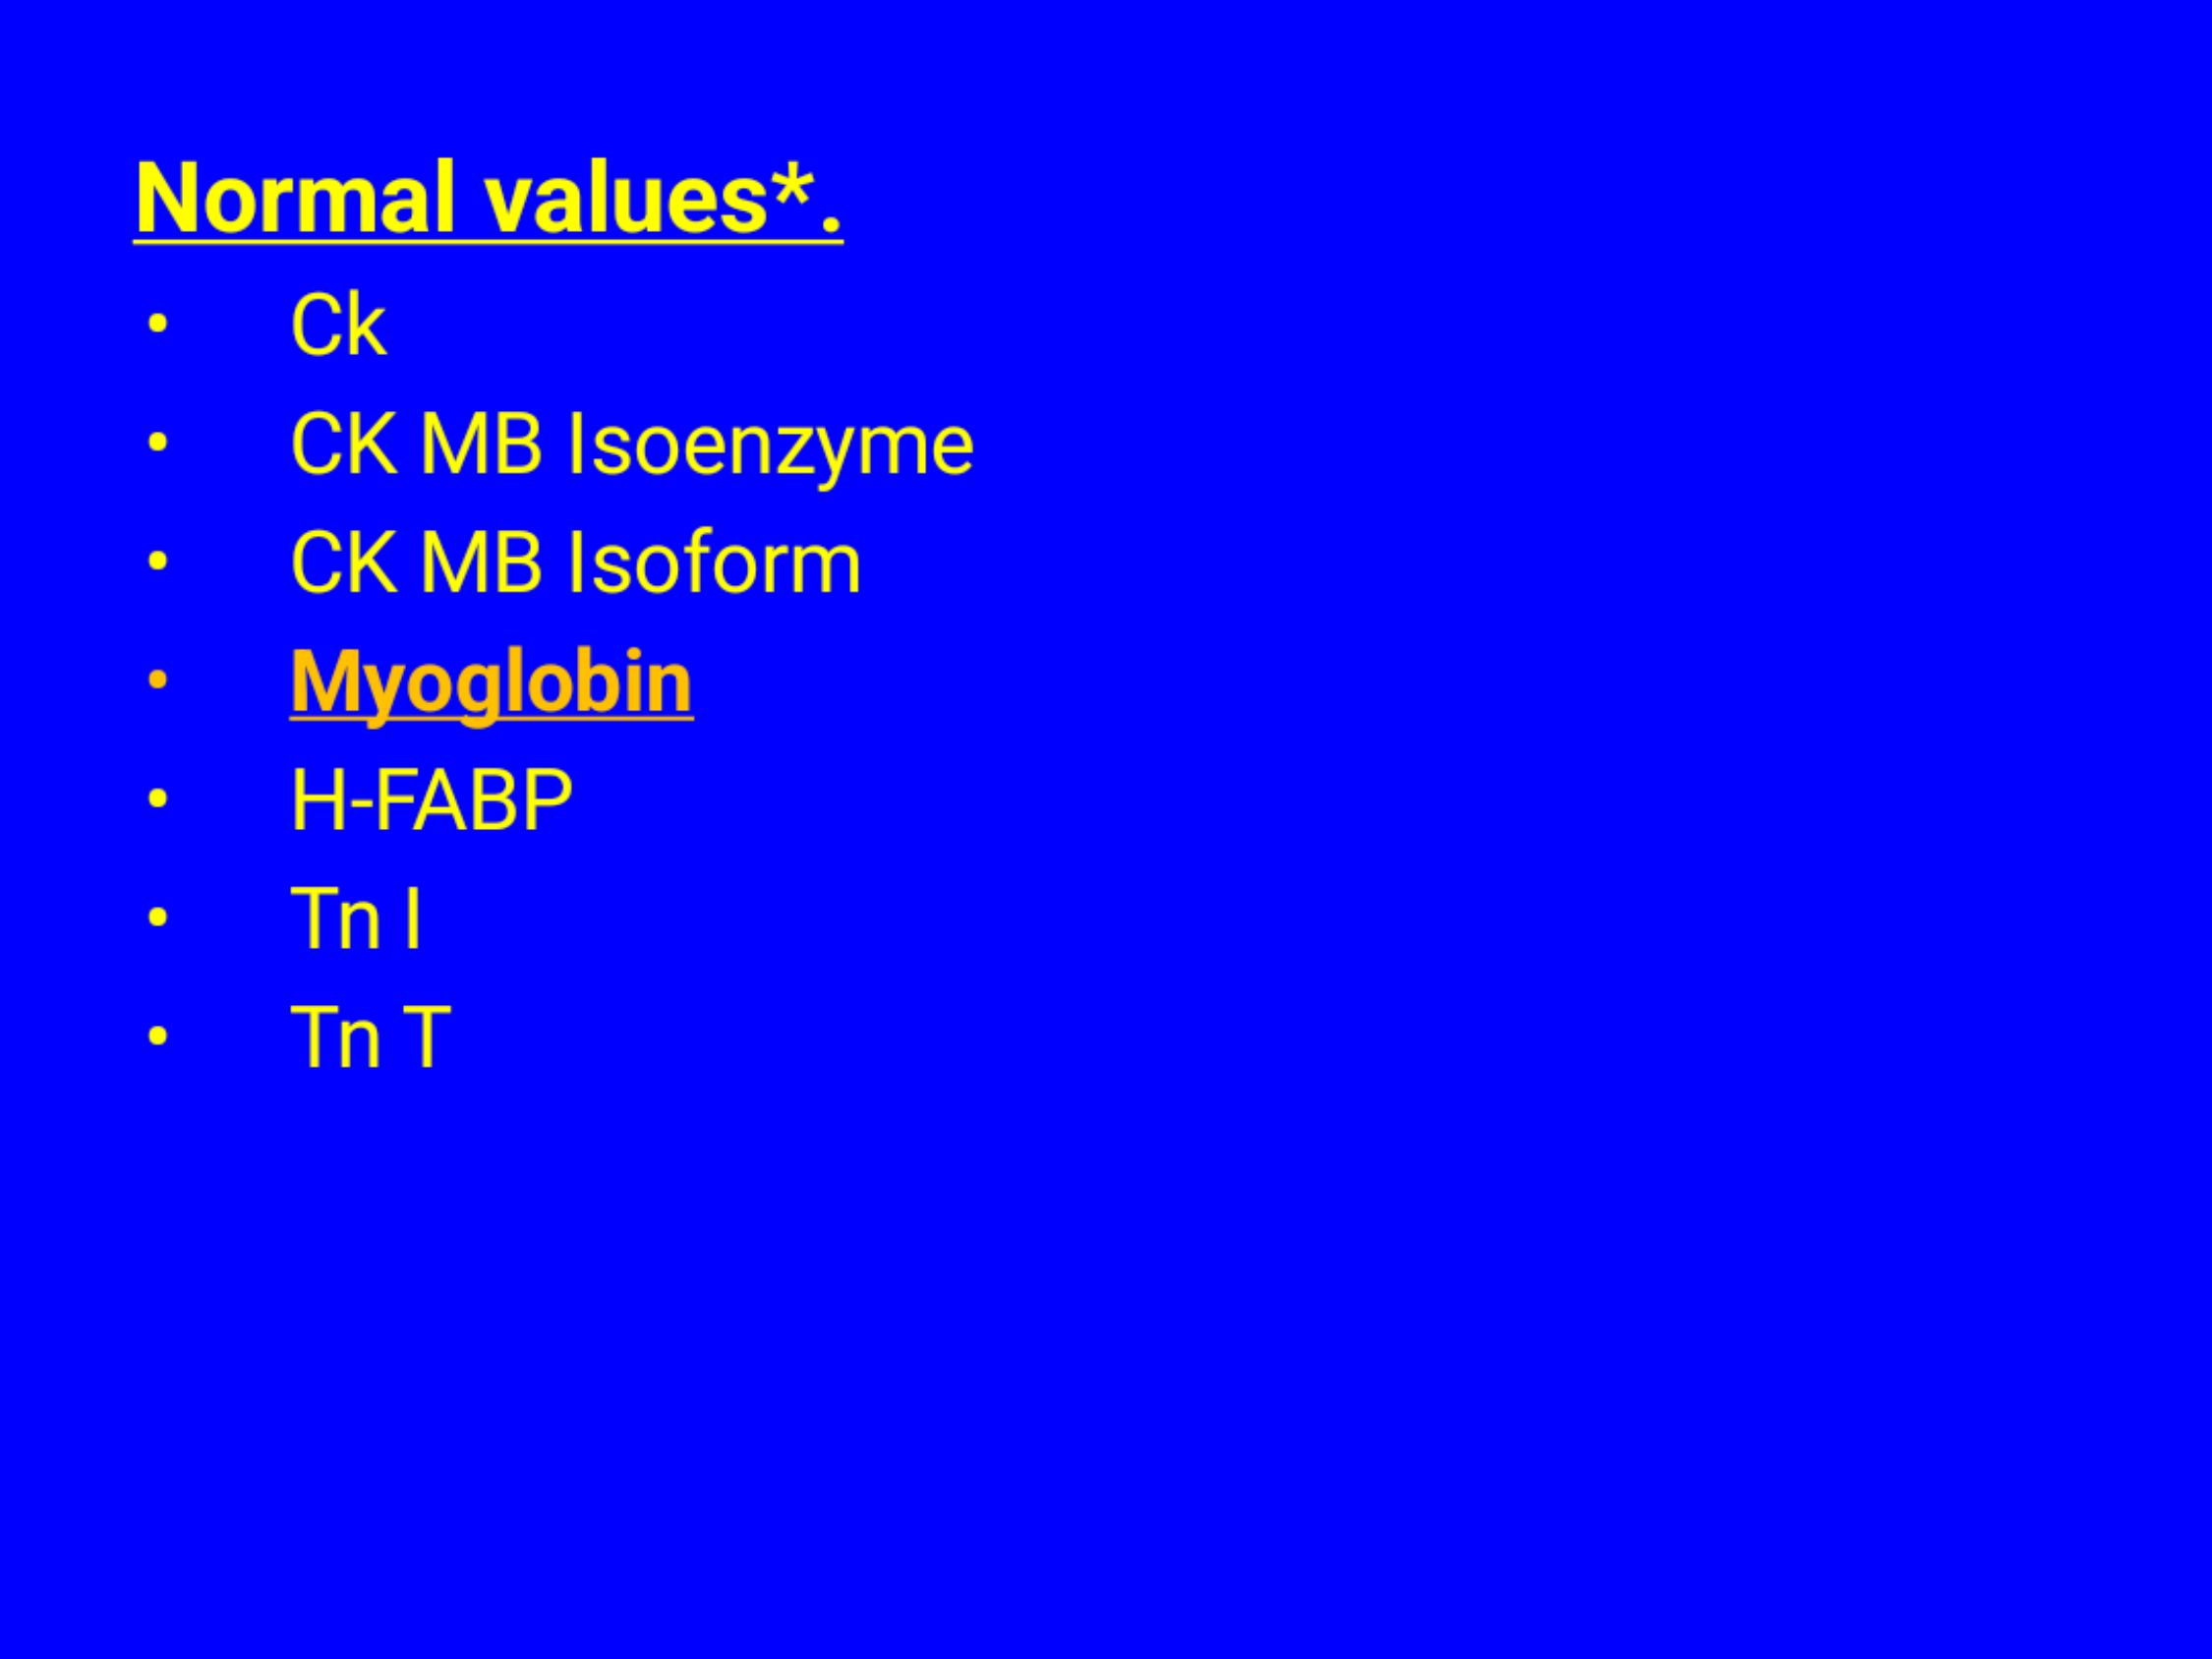 Normal values*.
• Ck
• CK MB Isoenzyme
• CK MB Isoform
• Myoglobin
• H-FABP
• Tn I
• Tn T